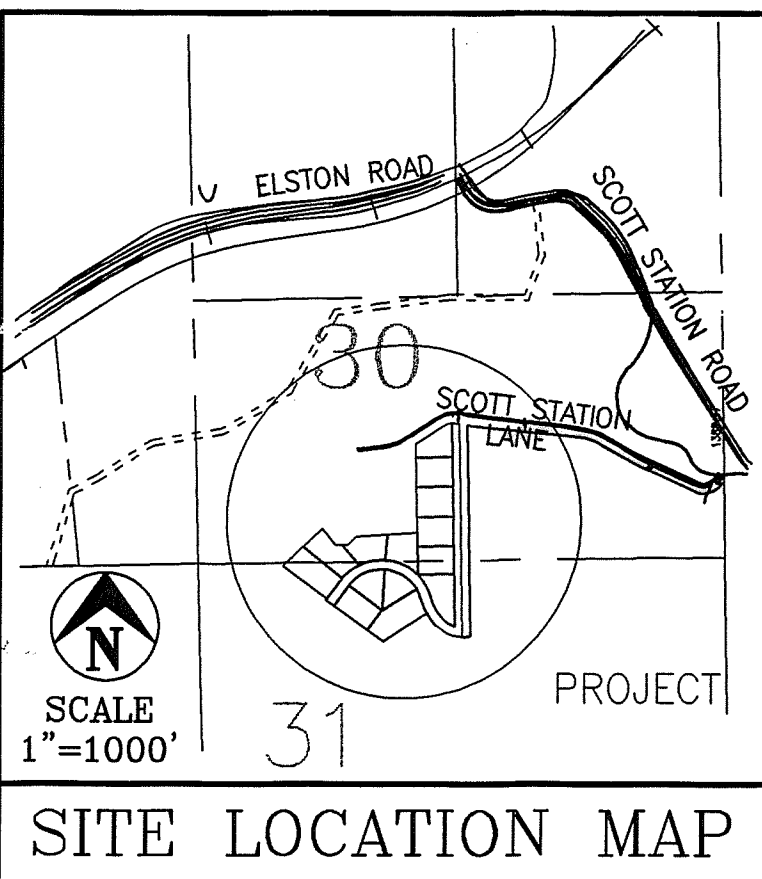 U ELSTON ROAD
SCOTT STATION ROAD
30
SCOTT STATION
LANE
N
SCALE
1"=1000'
PROJECT
31
SITE LOCATION MAP